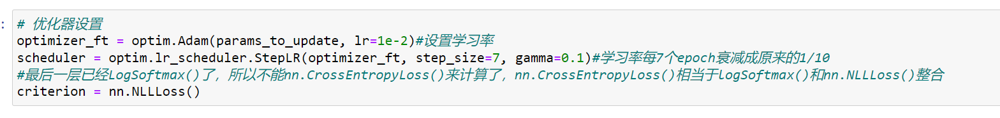 :
# 优化器设置
optimizer_ft = optim.Adam(params_to_update, lr=1e-2)#设置学习率
scheduler = optim.lr_scheduler.StepLR(optimizer_ft, step_size=7, gamma=0.1)#学习率每7个epoch衰减成原来的1/10
#最后一层已经LogSoftmax()了，所以不能nn.CrossEntropyLoss()来计算了，nn.CrossEntropyLoss()相当于logSoftmax()和nn.NLLLoss()整合
criterion = nn.NLLLoss()